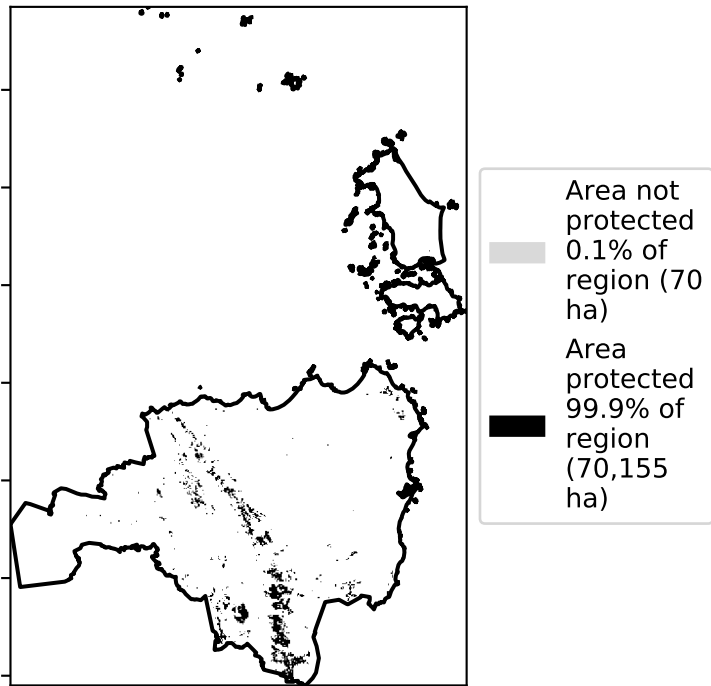 Area not
protected
0.1% of
region (70
ha)
Area
protected
99.9% of
region
(70,155
ha)